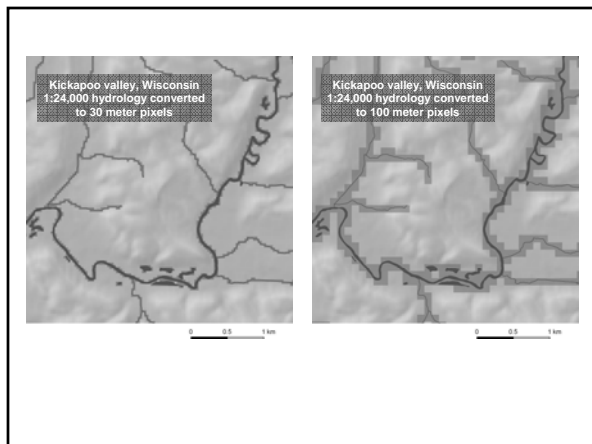 Kickapoo valley, Wisconsin
1:24,000 hydrology converted
to 30 meter pixels
0 0.5 1 km
Kickapoo valley, Wisconsin
1:24,000 hydrology converted
to 100 meter pixels
0 0.5 1 km